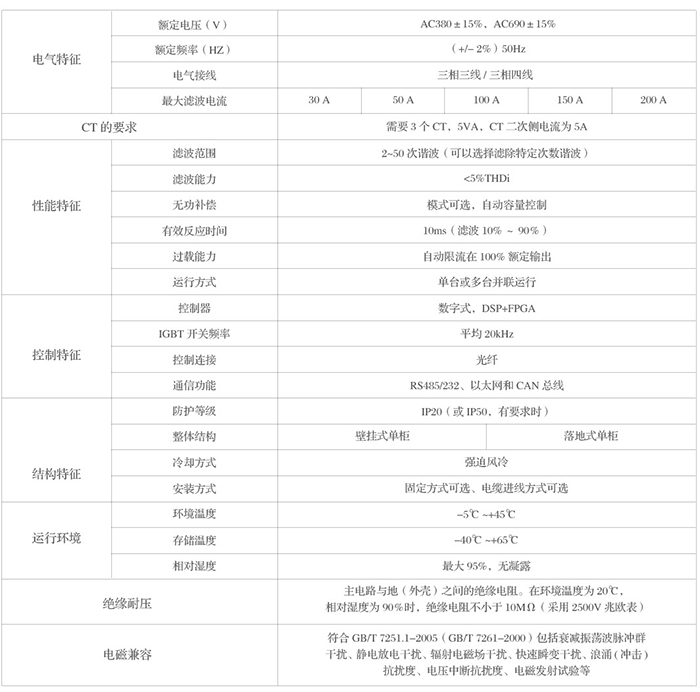 电气特征
额定电压（V） AC380±15%，AC690±15%
额定频率（HZ） （+/- 2%）50Hz
电气接线 三相三线 / 三相四线
最大滤波电流 30 A 50 A 100 A 150 A 200 A
CT 的要求 需要 3 个 CT，5VA，CT 二次侧电流为 5A
性能特征
滤波范围 2~50 次谐波（可以选择滤除特定次数谐波）
滤波能力 <5%THDi
无功补偿 模式可选，自动容量控制
有效反应时间 10ms（滤波 10% ~ 90%）
过载能力 自动限流在 100% 额定输出
运行方式 单台或多台并联运行
控制特征
控制器 数字式，DSP+FPGA
IGBT 开关频率 平均 20kHz
控制连接 光纤
通信功能 RS485/232、以太网和 CAN 总线
结构特征
防护等级 IP20（或 IP50，有要求时）
整体结构 壁挂式单柜 落地式单柜
冷却方式 强迫风冷
安装方式 固定方式可选、电缆进线方式可选
运行环境
环境温度 -5℃ ~+45℃
存储温度 -40℃ ~+65℃
相对湿度 最大 95%，无凝露
绝缘耐压
主电路与地（外壳）之间的绝缘电阻。在环境温度为 20℃，
相对湿度为 90% 时，绝缘电阻不小于 10MΩ（采用 2500V 兆欧表）
电磁兼容
符合 GB/T 7251.1-2005（GB/T 7261-2000）包括衰减振荡波脉冲群
干扰、静电放电干扰、辐射电磁场干扰、快速瞬变干扰、浪涌(冲击)
抗扰度、电压中断抗扰度、电磁发射试验等